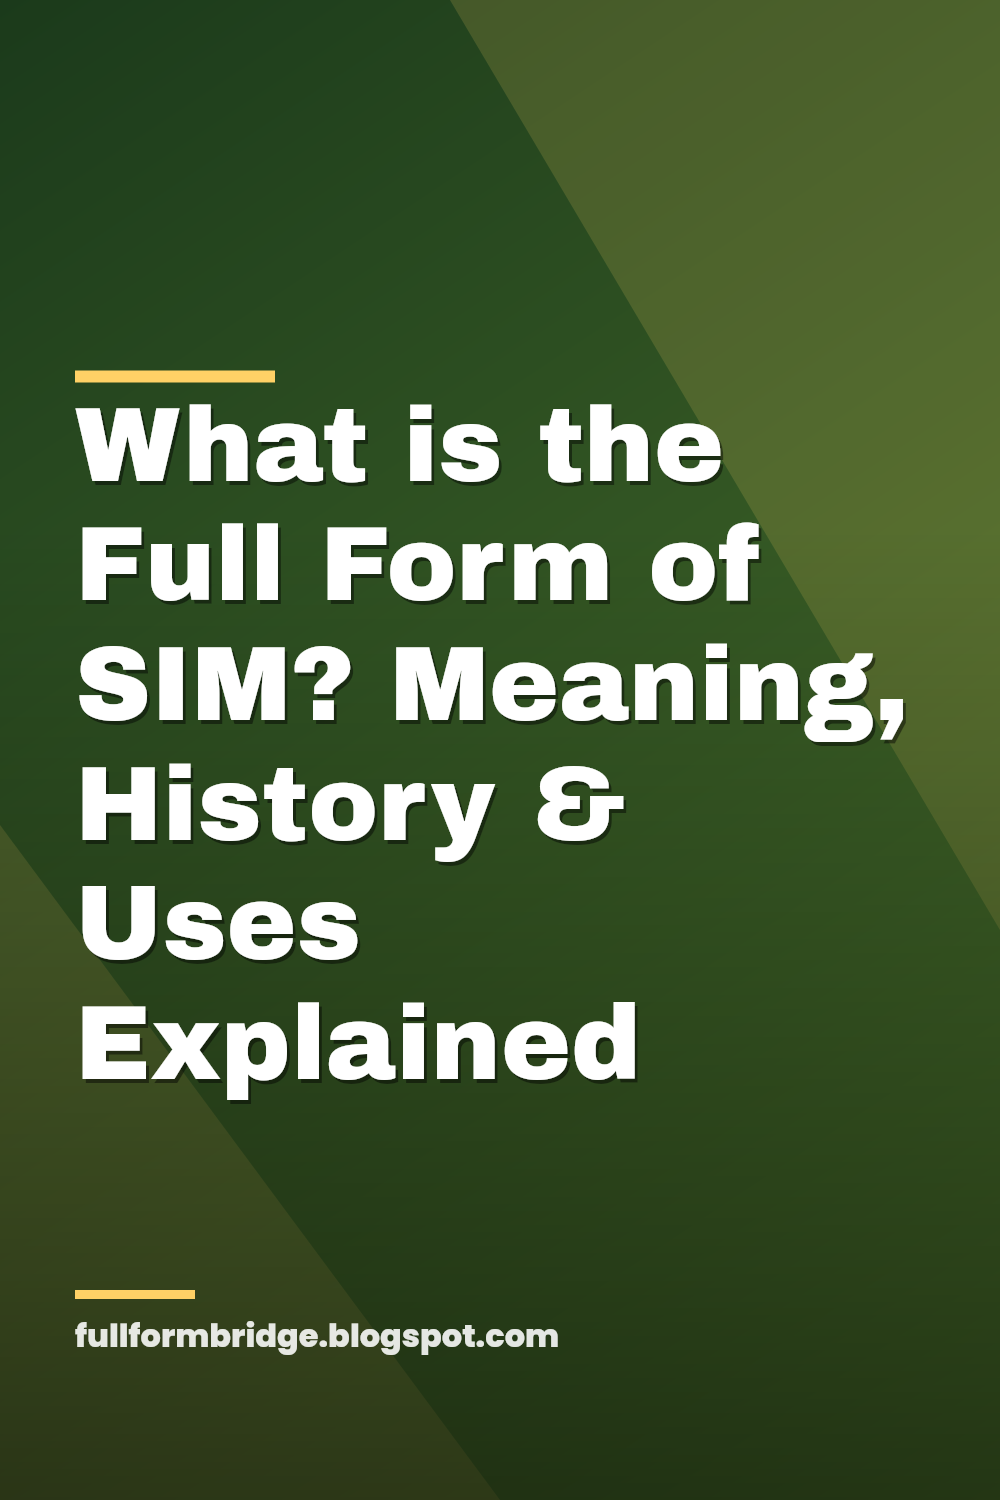 What is the
Full Form of
SIM? Meaning,
History &
Uses
Explained
fullformbridge.blogspot.com